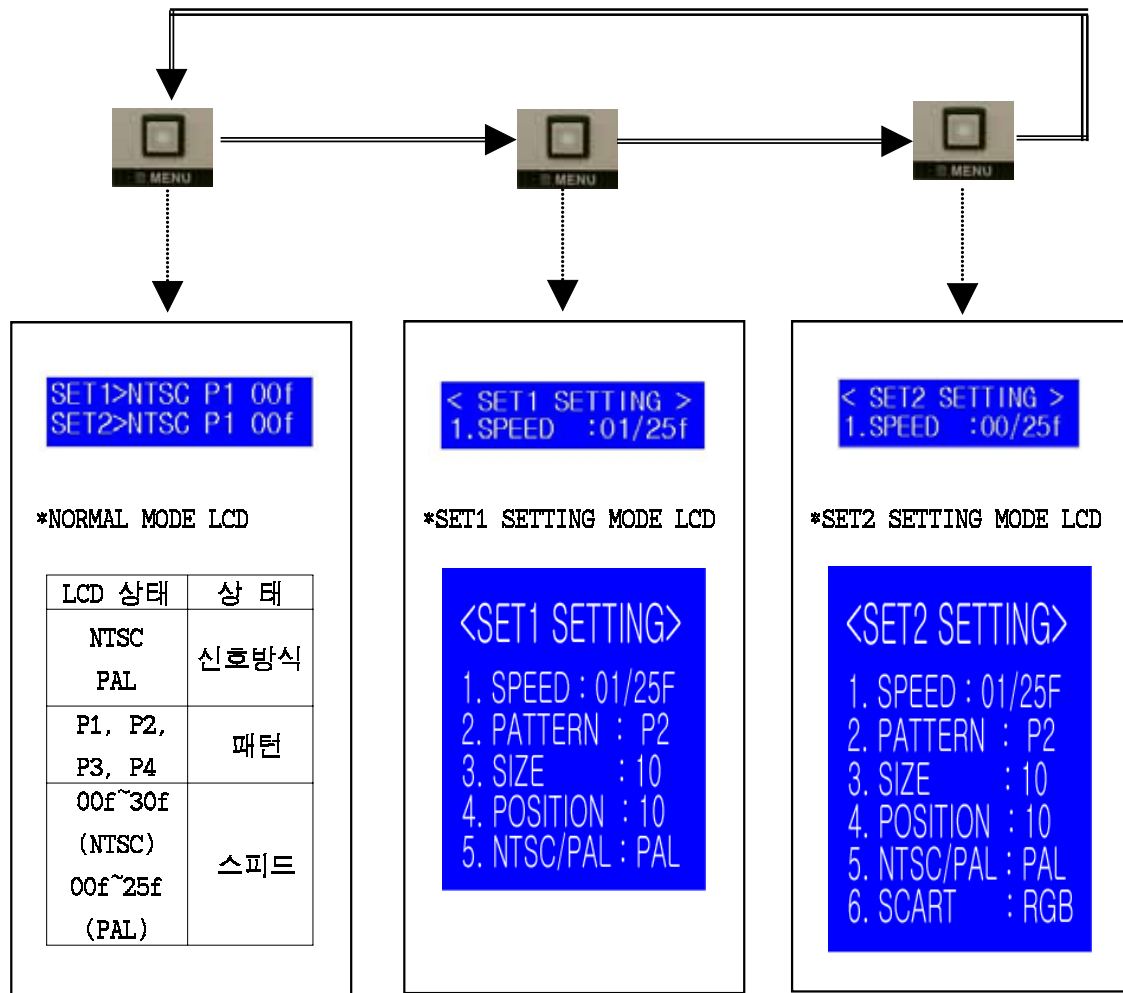 MENU
MENU
MENU
SET1>NTSC P1 00f
SET2>NTSC P1 00f
*NORMAL MODE LCD
LCD 상태 상 태
NTSC
PAL
신호방식
P1, P2,
P3, P4
패턴
00f~30f
(NTSC)
00f~25f
(PAL)
스피드
< SET1 SETTING >
1.SPEED :01/25f
*SET1 SETTING MODE LCD
<SET1 SETTING>
1. SPEED : 01/25F
2. PATTERN : P2
3. SIZE : 10
4. POSITION : 10
5. NTSC/PAL : PAL
< SET2 SETTING >
1.SPEED :00/25f
*SET2 SETTING MODE LCD
<SET2 SETTING>
1. SPEED : 01/25F
2. PATTERN : P2
3. SIZE : 10
4. POSITION : 10
5. NTSC/PAL : PAL
6. SCART : RGB